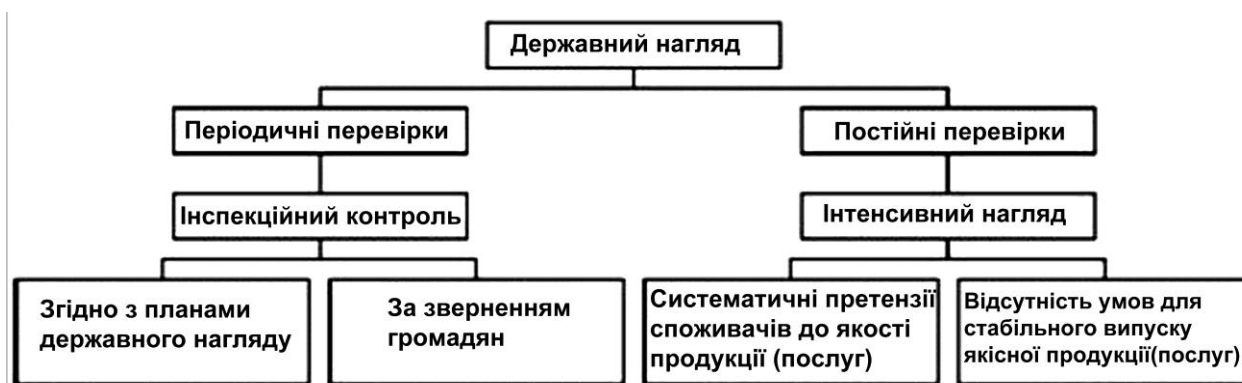 Державний нагляд
Періодичні перевірки
Постійні перевірки
Інспекційний контроль
Інтенсивний нагляд
Згідно з планами
державного нагляду
За зверненням
громадян
Систематичні претензії
споживачів до якості
продукції (послуг)
Відсутність умов для
стабільного випуску
якісної продукції(послуг)